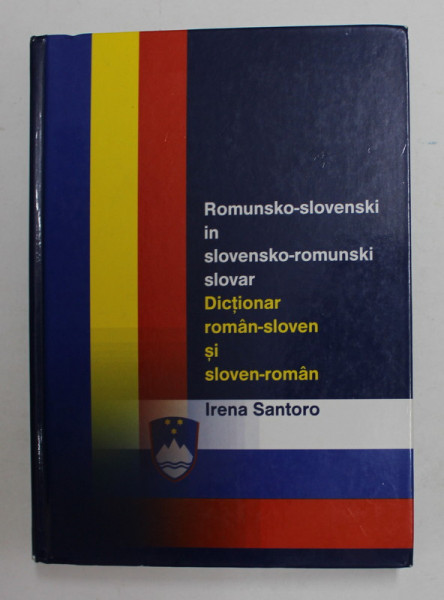 Romunsko-slovenski
in
slovensko-romunski
slovar
Dicționar
român-sloven
și
sloven-român
Irena Santoro